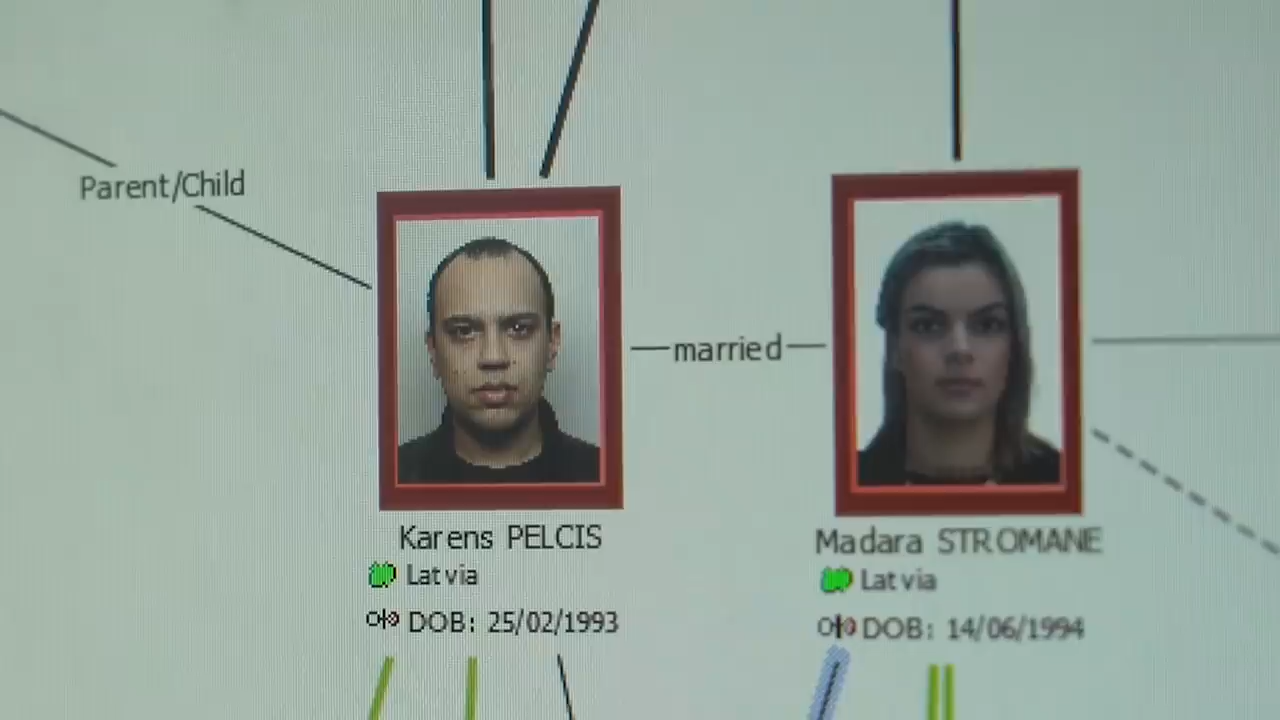 Parent/Child
married
Karens PELCIS
Latvia
DOB: 25/02/1993
Madara STROMANE
Latvia
DOB: 14/06/1994